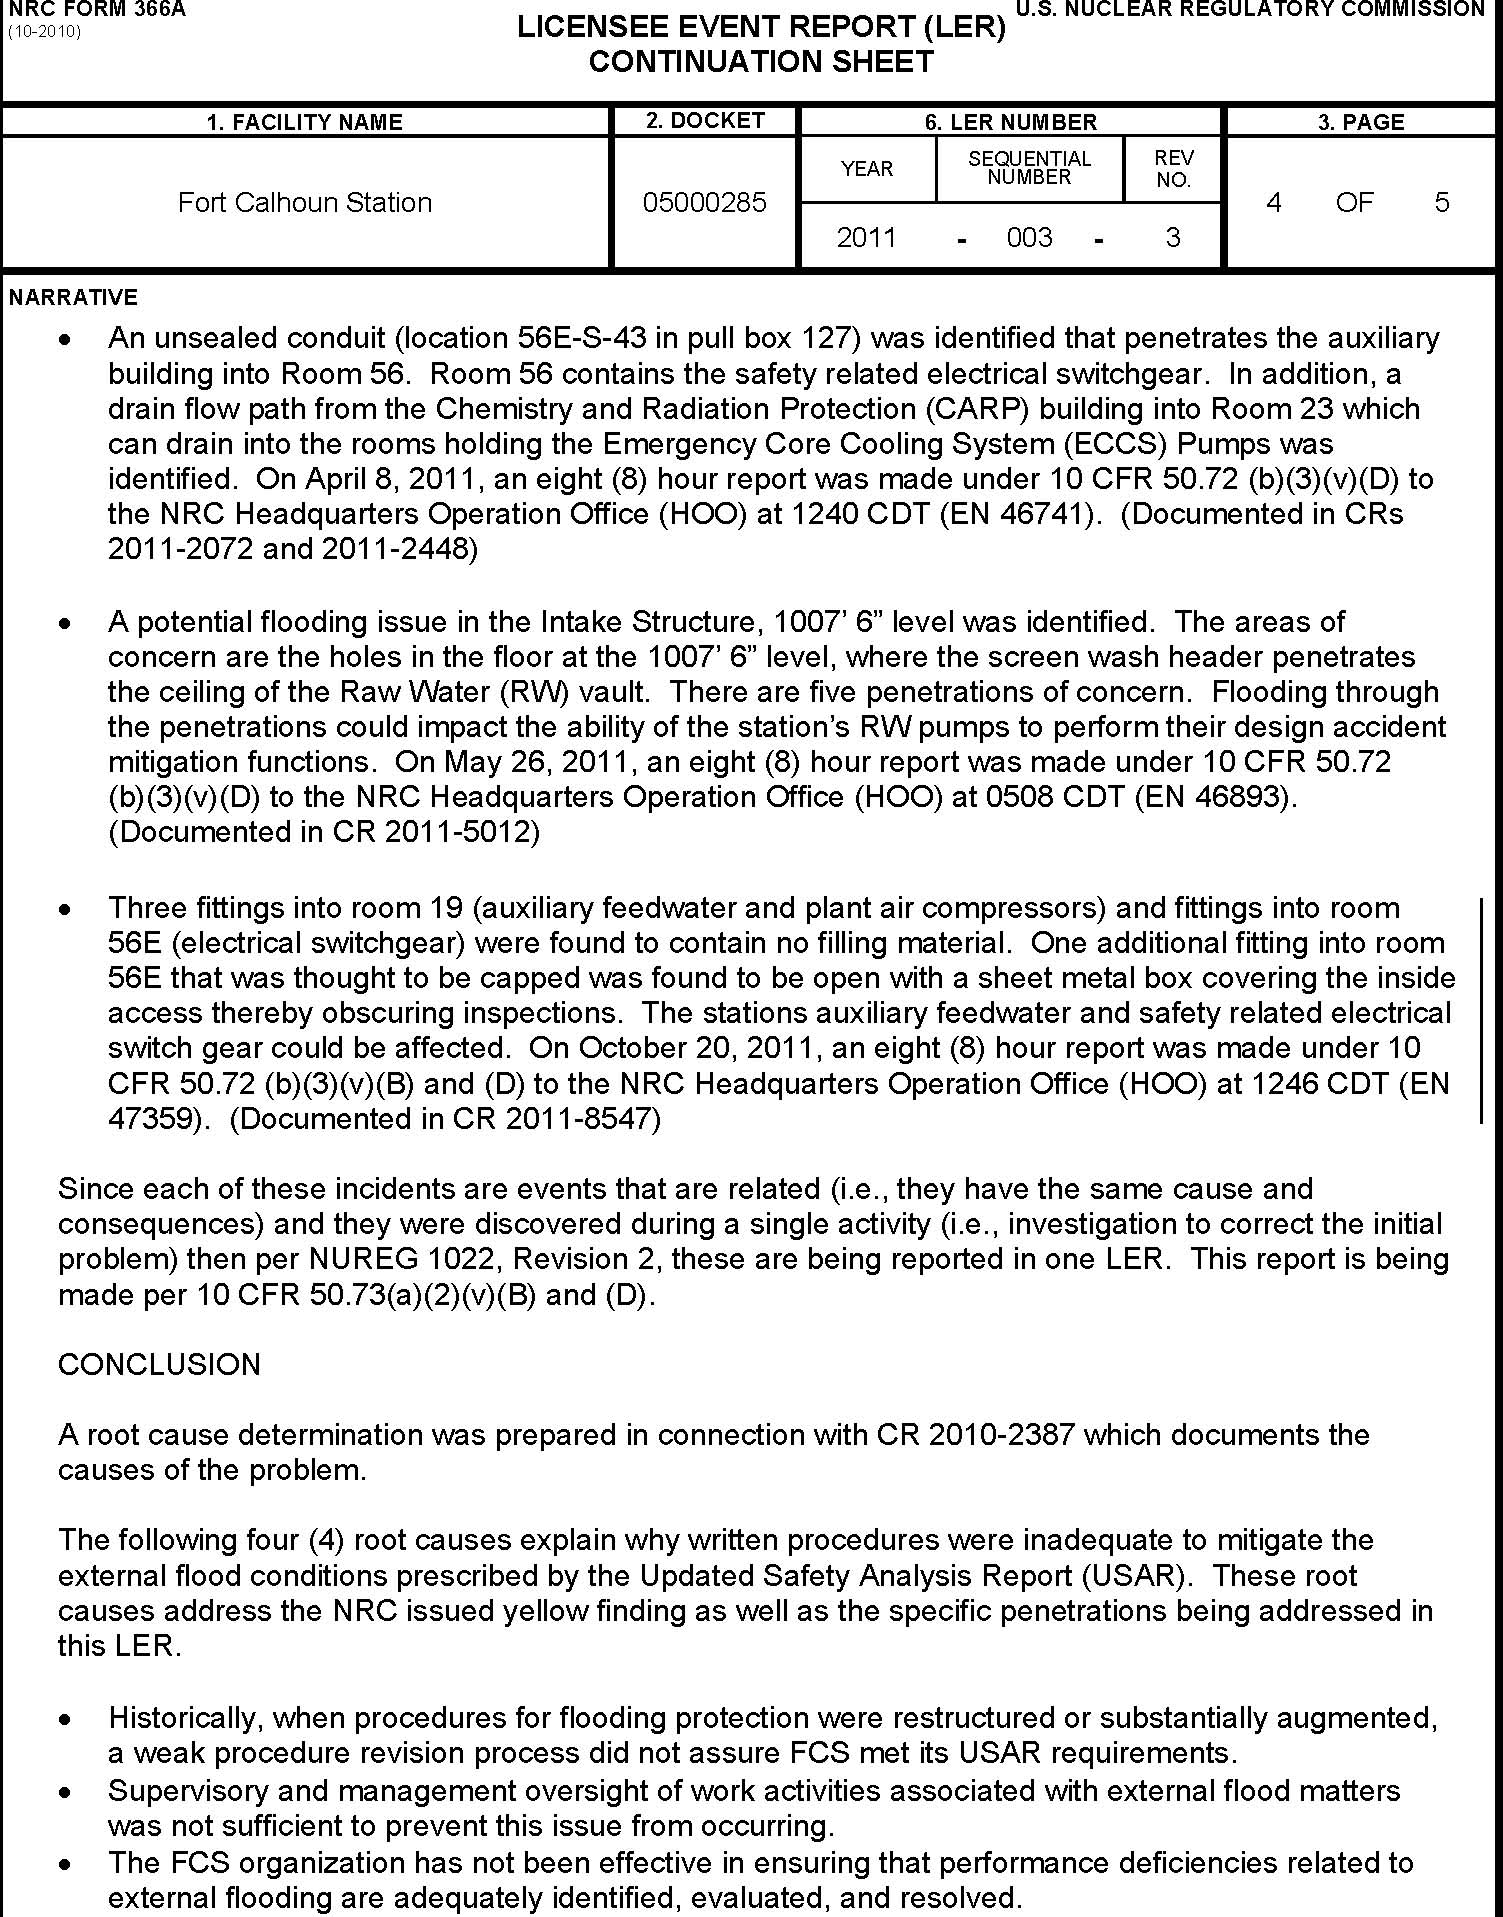 NRC FORM 366A
(10-2010)
LICENSEE EVENT REPORT (LER)
U.S. NUCLEAR REGULATORY COMMISSION
CONTINUATION SHEET
1. FACILITY NAME
2. DOCKET
6. LER NUMBER
3. PAGE
Fort Calhoun Station
05000285
YEAR
SEQUENTIAL
NUMBER
REV
NO.
4 OF 5
2011 - 003 - 3
NARRATIVE
• An unsealed conduit (location 56E-S-43 in pull box 127) was identified that penetrates the auxiliary
building into Room 56. Room 56 contains the safety related electrical switchgear. In addition, a
drain flow path from the Chemistry and Radiation Protection (CARP) building into Room 23 which
can drain into the rooms holding the Emergency Core Cooling System (ECCS) Pumps was
identified. On April 8, 2011, an eight (8) hour report was made under 10 CFR 50.72 (b)(3)(v)(D) to
the NRC Headquarters Operation Office (HOO) at 1240 CDT (EN 46741). (Documented in CRs
2011-2072 and 2011-2448)
• A potential flooding issue in the Intake Structure, 1007’ 6” level was identified. The areas of
concern are the holes in the floor at the 1007’ 6” level, where the screen wash header penetrates
the ceiling of the Raw Water (RW) vault. There are five penetrations of concern. Flooding through
the penetrations could impact the ability of the station’s RW pumps to perform their design accident
mitigation functions. On May 26, 2011, an eight (8) hour report was made under 10 CFR 50.72
(b)(3)(v)(D) to the NRC Headquarters Operation Office (HOO) at 0508 CDT (EN 46893).
(Documented in CR 2011-5012)
• Three fittings into room 19 (auxiliary feedwater and plant air compressors) and fittings into room
56E (electrical switchgear) were found to contain no filling material. One additional fitting into room
56E that was thought to be capped was found to be open with a sheet metal box covering the inside
access thereby obscuring inspections. The stations auxiliary feedwater and safety related electrical
switch gear could be affected. On October 20, 2011, an eight (8) hour report was made under 10
CFR 50.72 (b)(3)(v)(B) and (D) to the NRC Headquarters Operation Office (HOO) at 1246 CDT (EN
47359). (Documented in CR 2011-8547)
Since each of these incidents are events that are related (i.e., they have the same cause and
consequences) and they were discovered during a single activity (i.e., investigation to correct the initial
problem) then per NUREG 1022, Revision 2, these are being reported in one LER. This report is being
made per 10 CFR 50.73(a)(2)(v)(B) and (D).
CONCLUSION
A root cause determination was prepared in connection with CR 2010-2387 which documents the
causes of the problem.
The following four (4) root causes explain why written procedures were inadequate to mitigate the
external flood conditions prescribed by the Updated Safety Analysis Report (USAR). These root
causes address the NRC issued yellow finding as well as the specific penetrations being addressed in
this LER.
• Historically, when procedures for flooding protection were restructured or substantially augmented,
a weak procedure revision process did not assure FCS met its USAR requirements.
• Supervisory and management oversight of work activities associated with external flood matters
was not sufficient to prevent this issue from occurring.
• The FCS organization has not been effective in ensuring that performance deficiencies related to
external flooding are adequately identified, evaluated, and resolved.